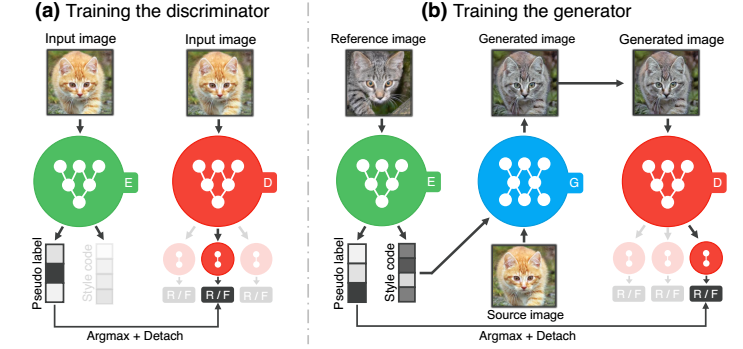 (a) Training the discriminator
Input image
Input image
E
D
Pseudo label
Style code
R / F
R / F
R / F
Argmax + Detach
(b) Training the generator
Reference image
Generated image
Generated image
E
G
D
Pseudo label
Style code
Source image
R / F
R / F
R / F
Argmax + Detach